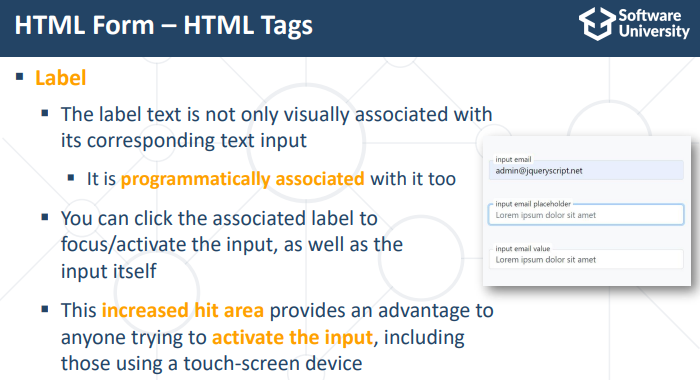 HTML Form – HTML Tags
Software
University
Label
The label text is not only visually associated with
its corresponding text input
It is programmatically associated with it too
You can click the associated label to
focus/activate the input, as well as the
input itself
This increased hit area provides an advantage to
anyone trying to activate the input, including
those using a touch-screen device
input email
admin@jqueryscript.net
input email placeholder
Lorem ipsum dolor sit amet
input email value
Lorem ipsum dolor sit amet